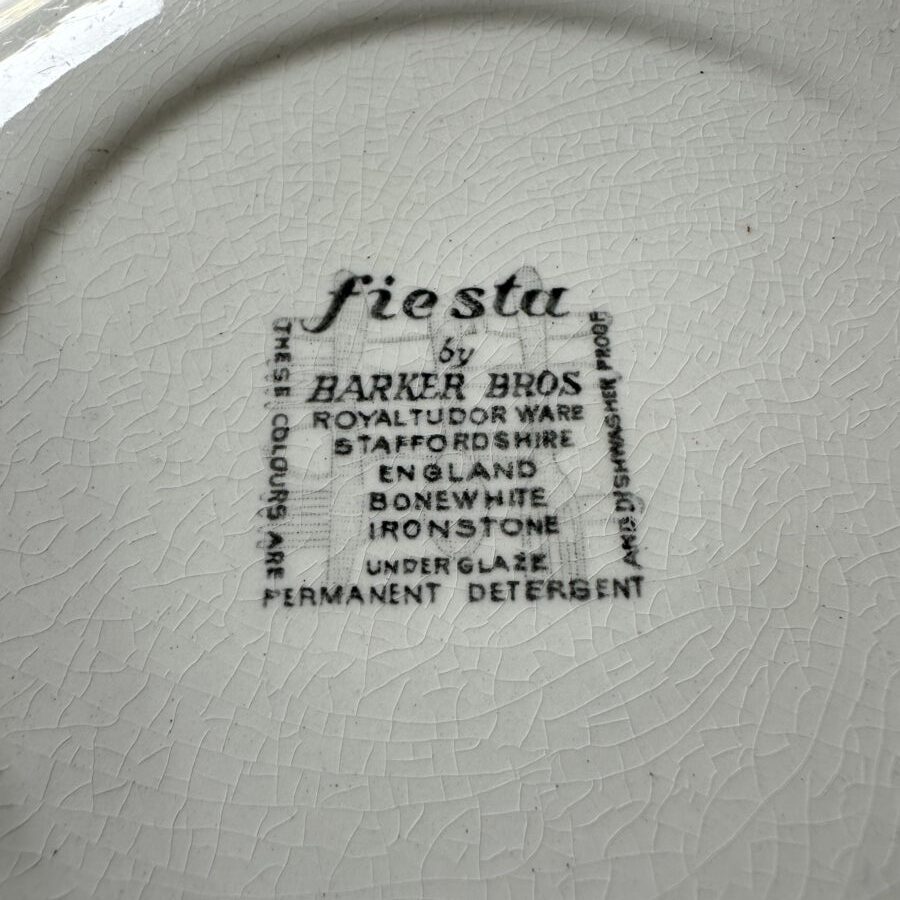 fiesta
by
BARKER BROS
ROYAL TUDOR WARE
STAFFORDSHIRE
ENGLAND
BONEWHITE
IRONSTONE
UNDERGLAZE
THESE COLOURS ARE
PERMANENT DETERGENT
AND DISHWASHER PROOF